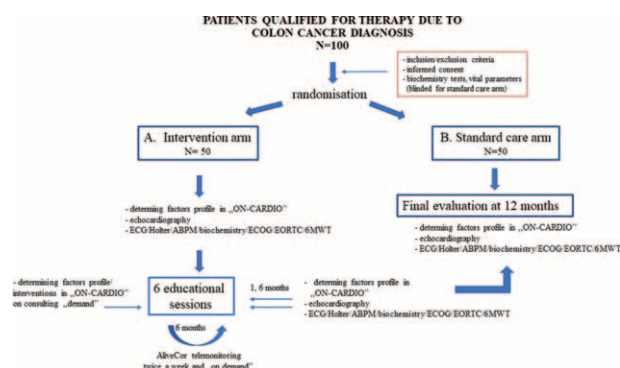 PATIENTS QUALIFIED FOR THERAPY DUE TO
COLON CANCER DIAGNOSIS
N=100
- inclusion/exclusion criteria
- informed consent
- biochemistry tests, vital parameters
(blinded for standard care arm)
randomisation
A. Intervention arm
N= 50
B. Standard care arm
N=50
- determing factors profile in „ON-CARDIO”
- echocardiography
- ECG/Holter/ABPM/biochemistry/ECOG/EORTC/6MWT
Final evaluation at 12 months
- determing factors profile in „ON-CARDIO”
- echocardiography
- ECG/Holter/ABPM/biochemistry/ECOG/EORTC/6MWT
- determining factors profile/
interventions in „ON-CARDIO”
on consulting „demand”
6 educational
sessions
1, 6 months
- determing factors profile in
„ON-CARDIO”
- echocardiography
- ECG/Holter/ABPM/biochemistry/ECOG/EORTC/6MWT
6 months
AliveCor telemonitoring
twice a week and „on demand”